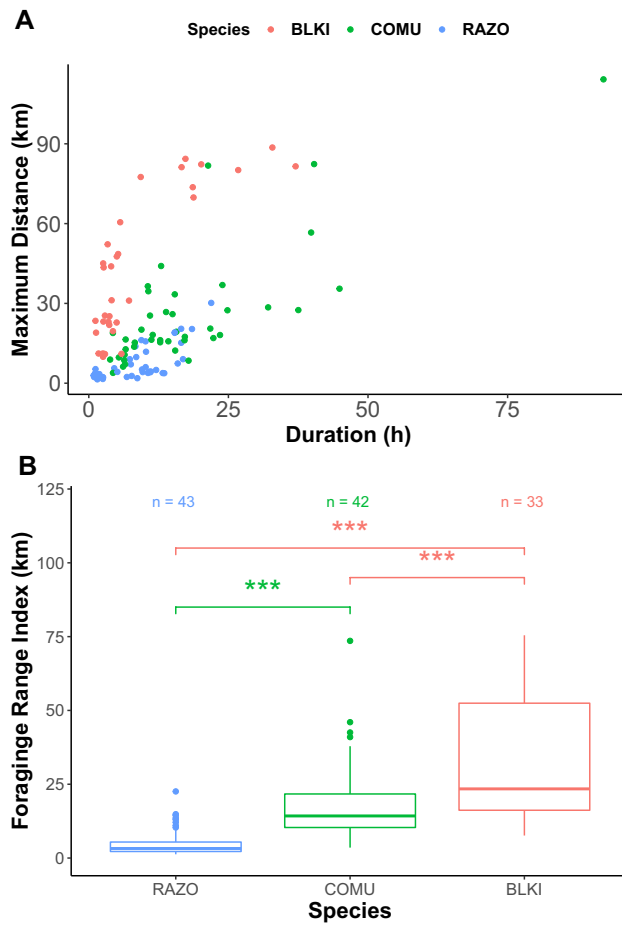 A
Species BLKI COMU RAZO
Maximum Distance (km)
90
60
30
0
0 25 50 75
Duration (h)
B
Foraginge Range Index (km)
125
100
75
50
25
0
n = 43 n = 42 n = 33
***
***
***
RAZO COMU BLKI
Species